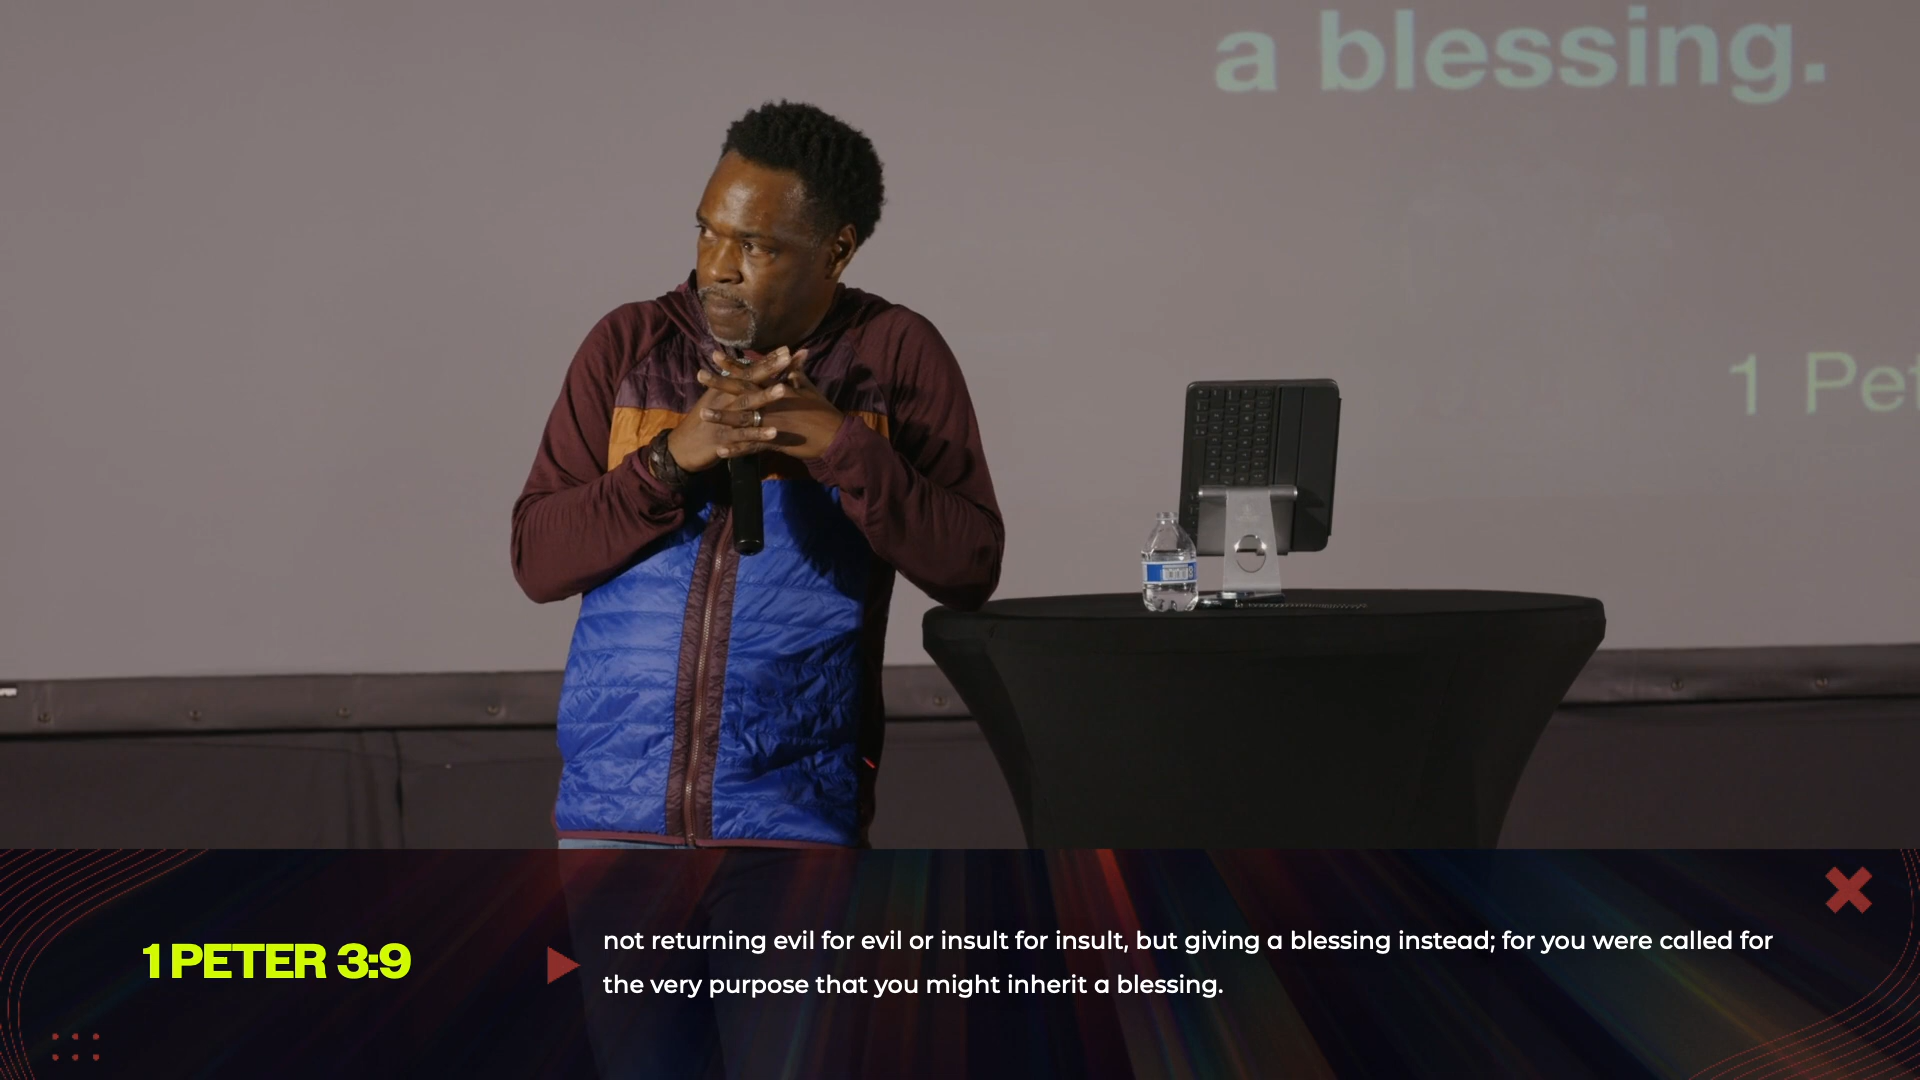 a blessing.
1 Pet
1 PETER 3:9
not returning evil for evil or insult for insult, but giving a blessing instead; for you were called for
the very purpose that you might inherit a blessing.